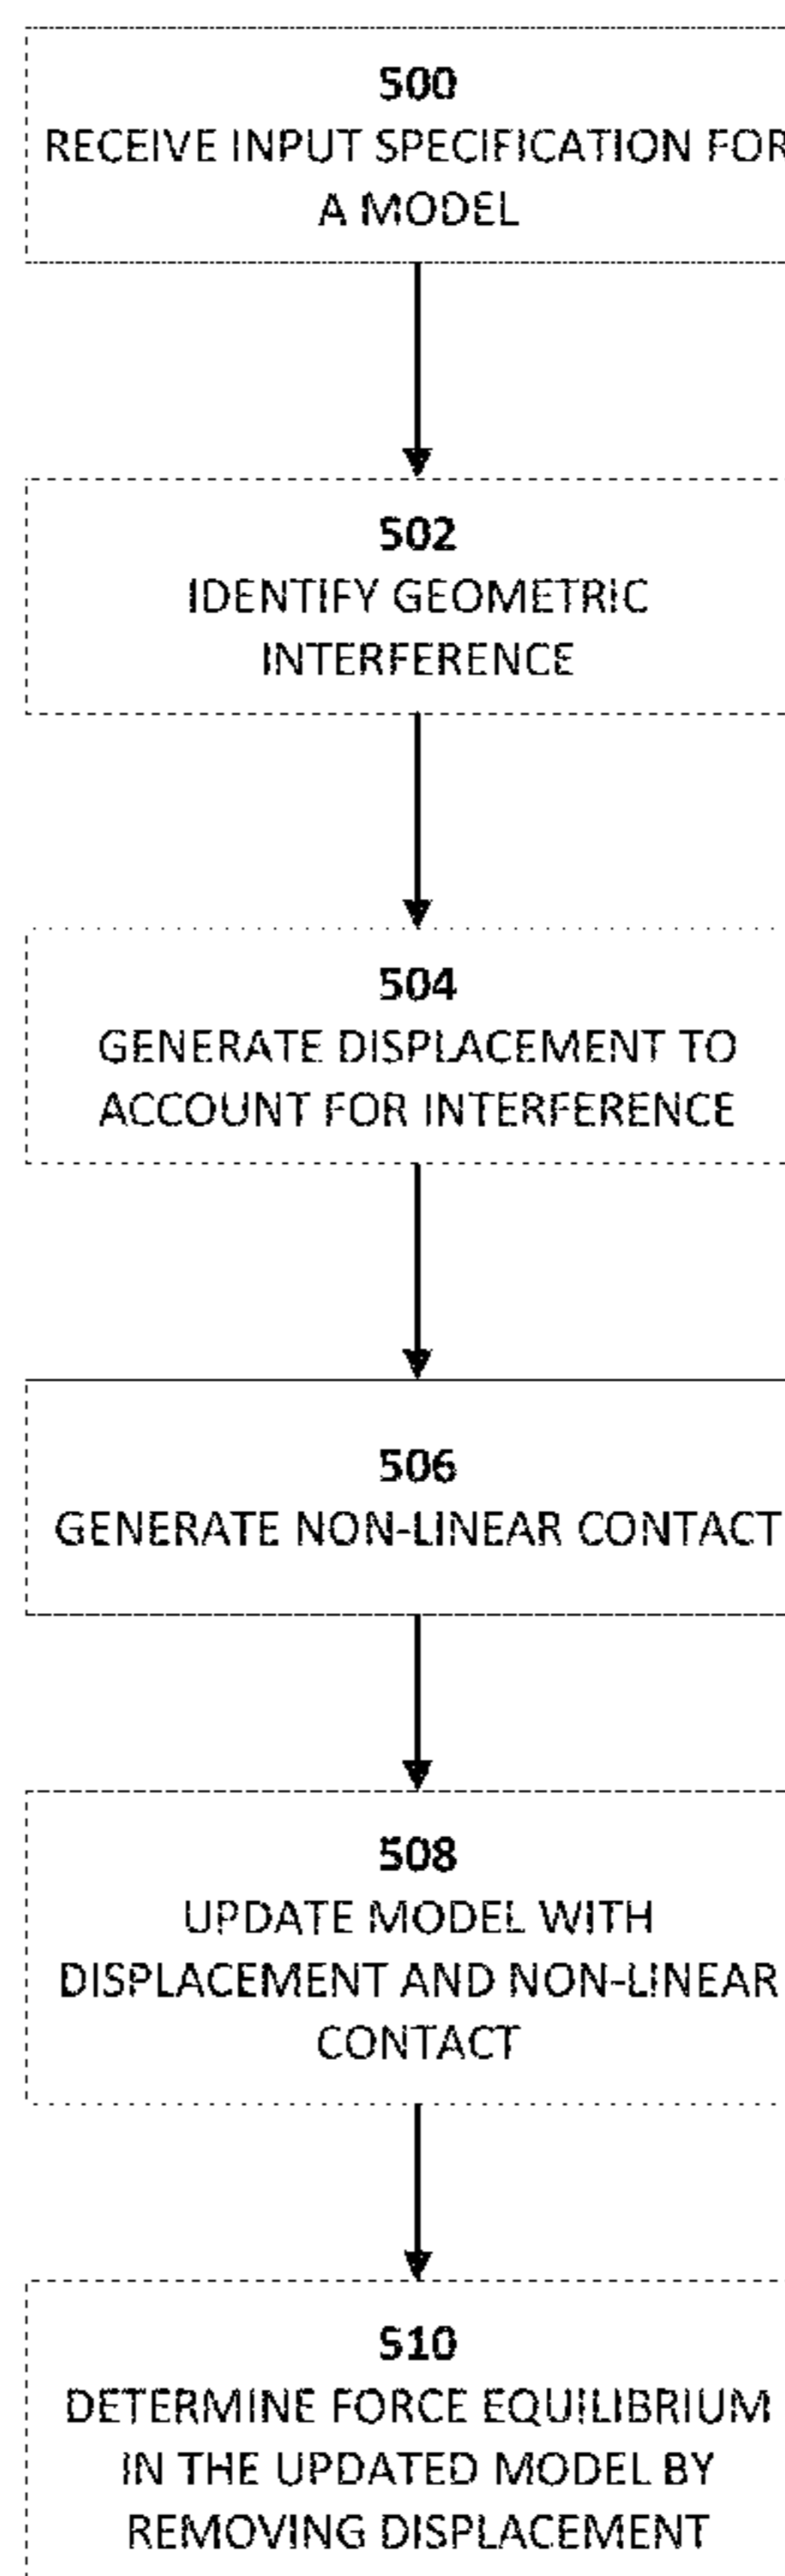 500
RECEIVE INPUT SPECIFICATION FOR
A MODEL
502
IDENTIFY GEOMETRIC
INTERFERENCE
504
GENERATE DISPLACEMENT TO
ACCOUNT FOR INTERFERENCE
506
GENERATE NON-LINEAR CONTACT
508
UPDATE MODEL WITH
DISPLACEMENT AND NON-LINEAR
CONTACT
510
DETERMINE FORCE EQUILIBRIUM
IN THE UPDATED MODEL BY
REMOVING DISPLACEMENT